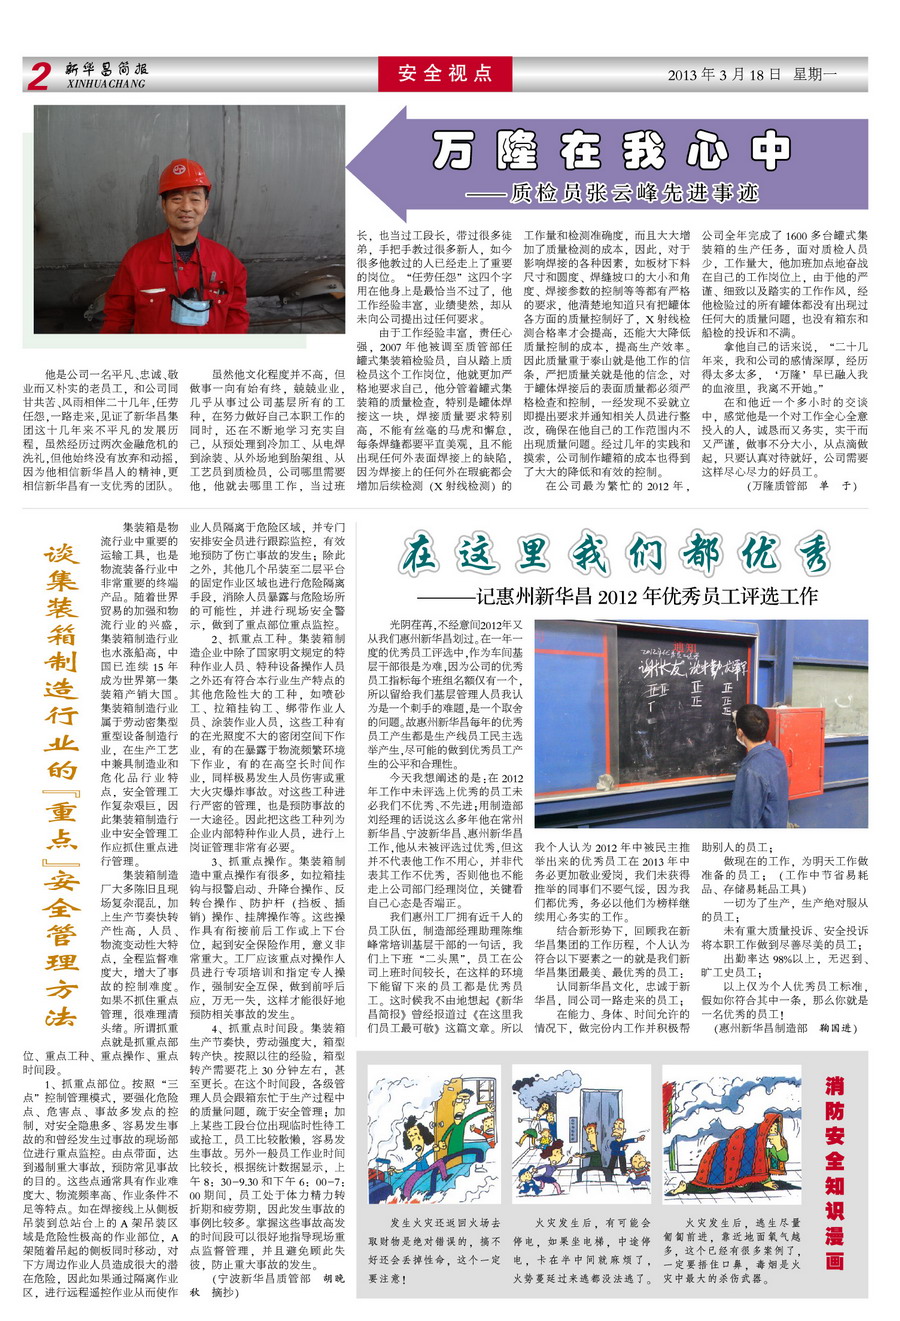 2
新华昌简报
XINHUACHANG
安全视点
2013 年 3 月 18 日 星期一
万隆在我心中
——质检员张云峰先进事迹
他是公司一名平凡、忠诚、敬
业而又朴实的老员工，和公司同
甘共苦、风雨相伴二十几年，任劳
任怨，一路走来，见证了新华昌集
团这十几年来不平凡的发展历
程，虽然经历过两次金融危机的
洗礼，但他始终没有放弃和动摇，
因为他相信新华昌人的精神，更
相信新华昌有一支优秀的团队。
虽然他文化程度并不高，但
做事一向有始有终，兢兢业业，
几乎从事过公司基层所有的工
种，在努力做好自己本职工作的
同时，还在不断地学习充实自
己，从预处理到冷加工、从电焊
到涂装、从外场地到胎架组、从
工艺员到质检员，公司哪里需要
他，他就去哪里工作，当过班
长，也当过工段长，带过很多徒
弟，手把手教过很多新人，如今
很多他教过的人已经走上了重要
的岗位。“任劳任怨”这四个字
用在他身上是最恰当不过了，他
工作经验丰富，业绩斐然，却从
未向公司提出过任何要求。
由于工作经验丰富，责任心
强，2007 年他被调至质管部任
罐式集装箱检验员，自从踏上质
检员这个工作岗位，他就更加严
格地要求自己，他分管着罐式集
装箱的质量检查，特别是罐体焊
接这一块，焊接质量要求特别
高，不能有丝毫的马虎和懈怠，
每条焊缝都要平直美观，且不能
出现任何外表面焊接上的缺陷，
因为焊接上的任何外在瑕疵都会
增加后续检测（X 射线检测）的
工作量和检测准确度，而且大大增
加了质量检测的成本，因此，对于
影响焊接的各种因素，如板材下料
尺寸和圆度、焊缝坡口的大小和角
度、焊接参数的控制等等都有严格
的要求，他清楚地知道只有把罐体
各方面的质量控制好了，X 射线检
测合格率才会提高，还能大大降低
质量控制的成本，提高生产效率。
因此质量重于泰山就是他工作的信
条，严把质量关就是他的信念，对
于罐体焊接后的表面质量都必须严
格检查和控制，一经发现不妥就立
即提出要求并通知相关人员进行整
改，确保在他自己的工作范围内不
出现质量问题。经过几年的实践和
摸索，公司制作罐箱的成本也得到
了大大的降低和有效的控制。
在公司最为繁忙的 2012 年，
公司全年完成了 1600 多台罐式集
装箱的生产任务，面对质检人员
少，工作量大，他加班加点地奋战
在自己的工作岗位上，由于他的严
谨、细致以及踏实的工作作风，经
他检验过的所有罐体都没有出现过
任何大的质量问题，也没有箱东和
船检的投诉和不满。
拿他自己的话来说，“二十几
年来，我和公司的感情深厚，经历
得太多太多，‘万隆’早已融入我
的血液里，我离不开她。”
在和他近一个多小时的交谈
中，感觉他是一个对工作全心全意
投入的人，诚恳而又务实，实干而
又严谨，做事不分大小，从点滴做
起，只要认真对待就好，公司需要
这样尽心尽力的好员工。
（万隆质管部 单 于）
谈集装箱制造行业的『重点』安全管理方法
集装箱是物
流行业中重要的
运输工具，也是
物流装备行业中
非常重要的终端
产品。随着世界
贸易的加强和物
流行业的兴盛，
集装箱制造行业
也水涨船高，中
国已连续 15 年
成为世界第一集
装箱产销大国。
集装箱制造行业
属于劳动密集型
重型设备制造行
业，在生产工艺
中兼具制造业和
危化品行业特
点，安全管理工
作复杂艰巨，因
此集装箱制造行
业中安全管理工
作应抓住重点进
行管理。
集装箱制造
厂大多陈旧且现
场复杂混乱，加
上生产节奏快转
产性高，人员、
物流变动性大特
点，全程监督难
度大，增大了事
故的控制难度。
如果不抓住重点
管理，很难理清
头绪。所谓抓重
点就是抓重点部
位、重点工种、重点操作、重点
时间段。
1、抓重点部位。按照“三
点”控制管理模式，要强化危险
点、危害点、事故多发点的控
制，对安全隐患多、容易发生事
故的和曾经发生过事故的现场部
位进行重点监控。由点带面，达
到遏制重大事故，预防常见事故
的目的。这些点通常具有作业难
度大、物流频率高、作业条件不
足等特点。如在焊接线上从侧板
吊装到总站台上的 A 架吊装区
域是危险性极高的作业部位，A
架随着吊起的侧板同时移动，对
下方周边作业人员造成很大的潜
在危险，因此如果通过隔离作业
区，进行远程遥控作业从而使作
业人员隔离于危险区域，并专门
安排安全员进行跟踪监控，有效
地预防了伤亡事故的发生；除此
之外，其他几个吊装至二层平台
的固定作业区域也进行危险隔离
手段，消除人员暴露与危险场所
的可能性，并进行现场安全警
示，做到了重点部位重点监控。
2、抓重点工种。集装箱制
造企业中除了国家明文规定的特
种作业人员、特种设备操作人员
之外还有符合本行业生产特点的
其他危险性大的工种，如喷砂
工、拉箱挂钩工、绑带作业人
员、涂装作业人员，这些工种有
的在光照度不大的密闭空间下作
业，有的在暴露于物流频繁环境
下作业，有的在高空长时间作
业，同样极易发生人员伤害或重
大火灾爆炸事故。对这些工种进
行严密的管理，也是预防事故的
一大途径。因此把这些工种列为
企业内部特种作业人员，进行上
岗证管理非常有必要。
3、抓重点操作。集装箱制
造中重点操作有很多，如拉箱挂
钩与报警启动、升降台操作、反
转台操作、防护杆（挡板、插
销）操作、挂牌操作等。这些操
作具有衔接前后工作或上下台
位，起到安全保险作用，意义非
常重大。工厂应该重点对操作人
员进行专项培训和指定专人操
作，强制安全互保，做到前呼后
应，万无一失，这样才能很好地
预防相关事故的发生。
4、抓重点时间段。集装箱
生产节奏快，劳动强度大，箱型
转产快。按照以往的经验，箱型
转产需要花上 30 分钟左右，甚
至更长。在这个时间段，各级管
理人员会跟箱东忙于生产过程中
的质量问题，疏于安全管理；加
上某些工段台位出现临时性待工
或抢工，员工比较散懒，容易发
生事故。另外一般员工作业时间
比较长，根据统计数据显示，上
午 8：30-9.30 和下午 6：00-7：
00 期间，员工处于体力精力转
折期和疲劳期，因此发生事故的
事例比较多。掌握这些事故高发
的时间段可以很好地指导现场重
点监督管理，并且避免顾此失
彼，防止重大事故的发生。
（宁波新华昌质管部 胡晚
秋 摘抄）
在这里我们都优秀
———记惠州新华昌 2012 年优秀员工评选工作
光阴荏苒，不经意间2012年又
从我们惠州新华昌划过。在一年一
度的优秀员工评选中，作为车间基
层干部很是为难，因为公司的优秀
员工指标每个班组名额仅有一个，
所以留给我们基层管理人员我认
为是一个刺手的难题，是一个取舍
的问题。故惠州新华昌每年的优秀
员工产生都是生产线员工民主选
举产生，尽可能的做到优秀员工产
生的公平和合理性。
今天我想阐述的是：在 2012
年工作中未评选上优秀的员工未
必我们不优秀、不先进；用制造部
刘经理的话说这么多年他在常州
新华昌、宁波新华昌、惠州新华昌
工作，他从未被评选过优秀，但这
并不代表他工作不用心，并非代
表其工作不优秀，否则他也不能
走上公司部门经理岗位，关键看
自己心态是否端正。
我们惠州工厂拥有近千人的
员工队伍，制造部经理助理陈维
峰常培训基层干部的一句话，我
们上下班“二头黑”，员工在公
司上班时间较长，在这样的环境
下能留下来的员工都是优秀员
工。这时候我不由地想起《新华
昌简报》曾经报道过《在这里我
们员工最可敬》这篇文章。所以
我个人认为 2012 年中被民主推
举出来的优秀员工在 2013 年中
务必更加敬业爱岗，我们未获得
推举的同事们不要气馁，因为我
们都优秀，务必以他们为榜样继
续用心务实的工作。
结合新形势下，回顾我在新
华昌集团的工作历程，个人认为
符合以下要素之一的就是我们新
华昌集团最美、最优秀的员工：
认同新华昌文化，忠诚于新
华昌，同公司一路走来的员工；
在能力、身体、时间允许的
情况下，做完份内工作并积极帮
助别人的员工；
做现在的工作，为明天工作做
准备的员工；（工作中节省易耗
品、存储易耗品工具）
一切为了生产，生产绝对服从
的员工；
未有重大质量投诉、安全投诉
将本职工作做到尽善尽美的员工；
出勤率达 98%以上，无迟到、
旷工史员工；
以上仅为个人优秀员工标准，
假如你符合其中一条，那么你就是
一名优秀的员工！
（惠州新华昌制造部 鞠国进）
发生火灾还返回火场去
取财物是绝对错误的，搞不
好还会丢掉性命，这个一定
要注意！
火灾发生后，有可能会
停电，如果坐电梯，中途停
电，卡在半中间就麻烦了，
火势蔓延过来逃都没法逃了。
火灾发生后，逃生尽量
匍匐前进，靠近地面氧气越
多，这个已经有很多案例了，
一定要捂住口鼻，毒烟是火
灾中最大的杀伤武器。
消防安全知识漫画